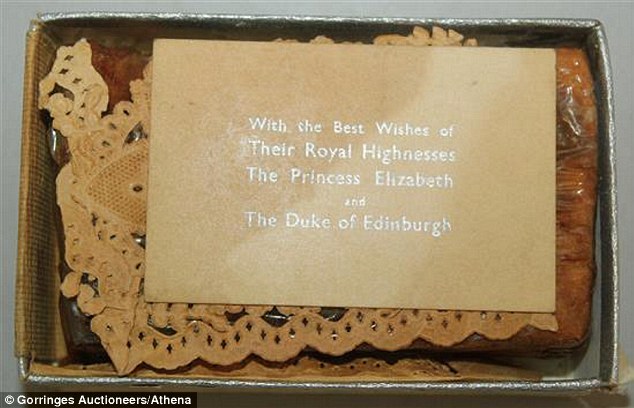 With the Best Wishes of
Their Royal Highnesses
The Princess Elizabeth
and
The Duke of Edinburgh
© Gorringes Auctioneers/Athena